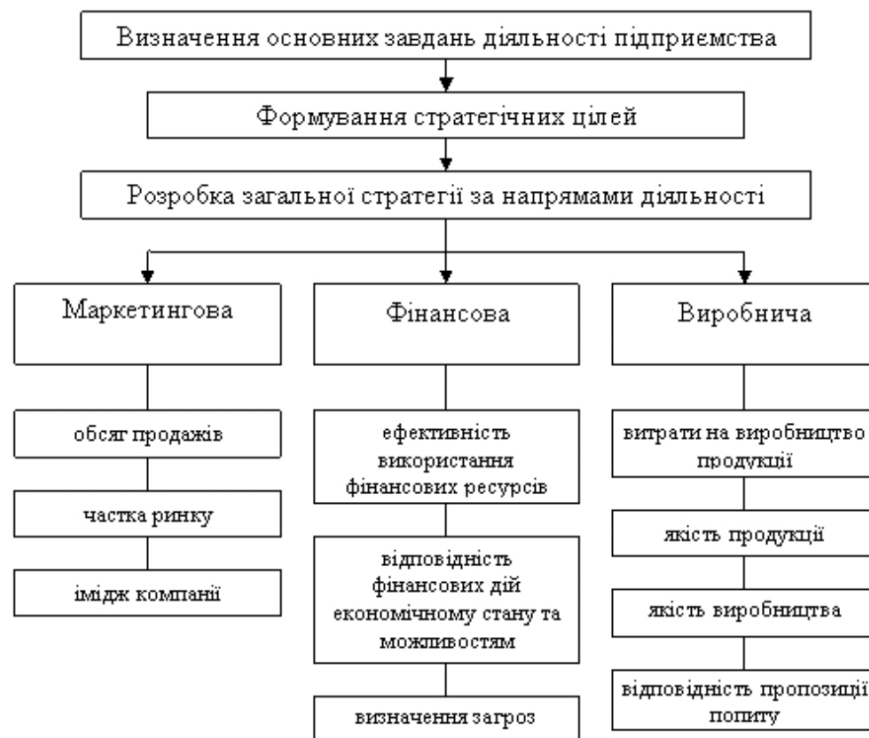 Визначення основних завдань діяльності підприємства
Формування стратегічних цілей
Розробка загальної стратегії за напрямами діяльності
Маркетингова
обсяг продажів
частка ринку
імідж компанії
Фінансова
ефективність
використання
фінансових ресурсів
відповідність
фінансових дій
економічному стану та
можливостям
визначення загроз
Виробнича
витрати на виробництво
продукції
якість продукції
якість виробництва
відповідність пропозиції
попиту